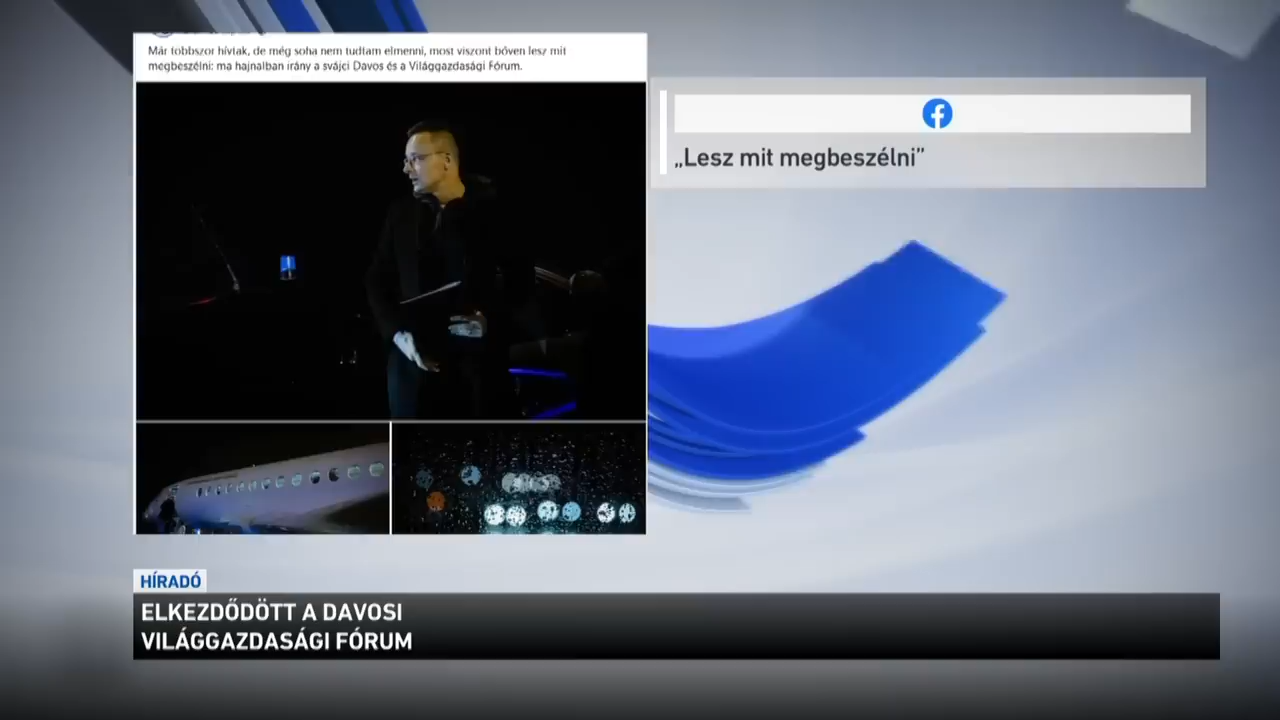 Már többször hívtak, de még soha nem tudtam elmenni, most viszont bőven lesz mit
megbeszélni: ma hajnalban irány a svájci Davos és a Világgazdasági Fórum.
„Lesz mit megbeszélni”
HÍRADÓ
ELKEZDŐDÖTT A DAVOSI
VILÁGGAZDASÁGI FÓRUM